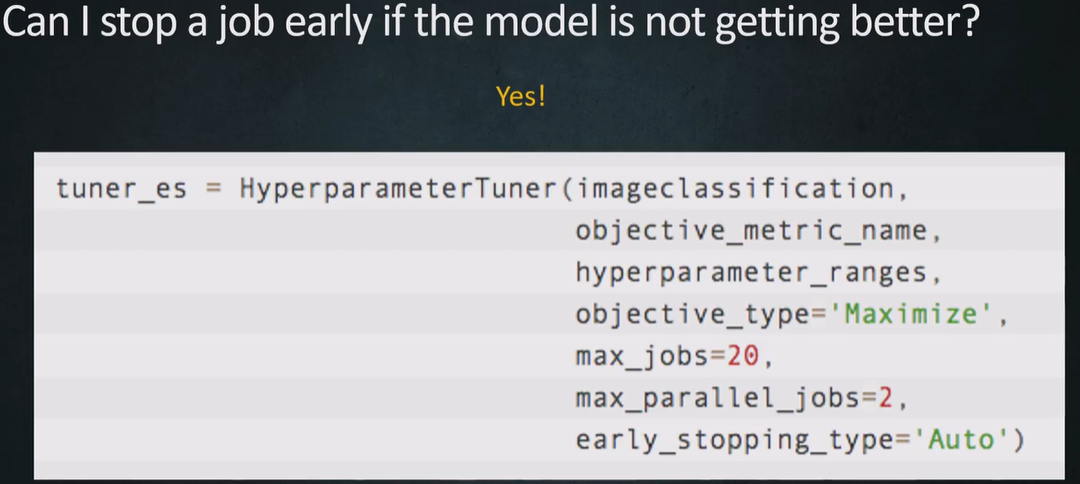 Can I stop a job early if the model is not getting better?
Yes!
tuner_es = HyperparameterTuner(imageclassification,
objective_metric_name,
hyperparameter_ranges,
objective_type='Maximize',
max_jobs=20,
max_parallel_jobs=2,
early_stopping_type='Auto')